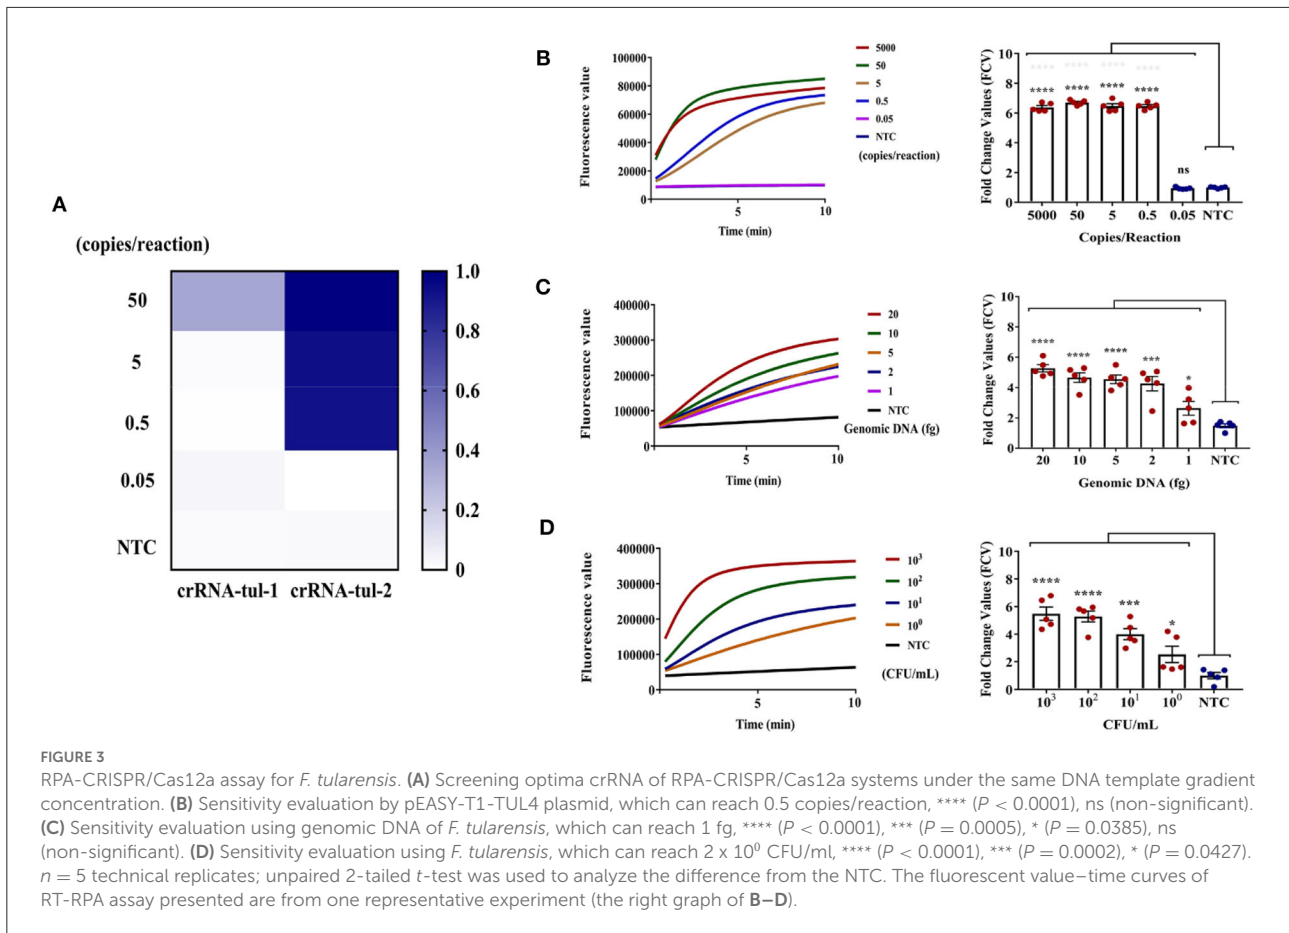 A
(copies/reaction)
50
5
0.5
0.05
NTC
crRNA-tul-1 crRNA-tul-2
1.0
0.8
0.6
0.4
0.2
0
B
Fluorescence value
100000
80000
60000
40000
20000
0
5
10
Time (min)
5000
50
5
0.5
0.05
NTC
(copies/reaction)
Fold Change Values (FCV)
10
8
6
4
2
0
**** **** **** ****
**** **** **** ****
ns
5000 50 5 0.5 0.05 NTC
Copies/Reaction
C
Fluorescence value
400000
300000
200000
100000
0
0
5
10
Time (min)
20
10
5
2
1
NTC
Genomic DNA (fg)
Fold Change Values (FCV)
10
8
6
4
2
0
**** **** **** *** *
20 10 5 2 1 NTC
Genomic DNA (fg)
D
Fluorescence value
400000
300000
200000
100000
0
5
10
Time (min)
10³
10²
10¹
10⁰
NTC
(CFU/mL)
Fold Change Values (FCV)
10
8
6
4
2
0
**** **** *** *
10³ 10² 10¹ 10⁰ NTC
CFU/mL
FIGURE 3
RPA-CRISPR/Cas12a assay for F. tularensis. (A) Screening optima crRNA of RPA-CRISPR/Cas12a systems under the same DNA template gradient
concentration. (B) Sensitivity evaluation by pEASY-T1-TUL4 plasmid, which can reach 0.5 copies/reaction, **** (P < 0.0001), ns (non-significant).
(C) Sensitivity evaluation using genomic DNA of F. tularensis, which can reach 1 fg, **** (P < 0.0001), *** (P = 0.0005), * (P = 0.0385), ns
(non-significant). (D) Sensitivity evaluation using F. tularensis, which can reach 2 x 10⁰ CFU/ml, **** (P < 0.0001), *** (P = 0.0002), * (P = 0.0427).
n = 5 technical replicates; unpaired 2-tailed t-test was used to analyze the difference from the NTC. The fluorescent value–time curves of
RT-RPA assay presented are from one representative experiment (the right graph of B–D).